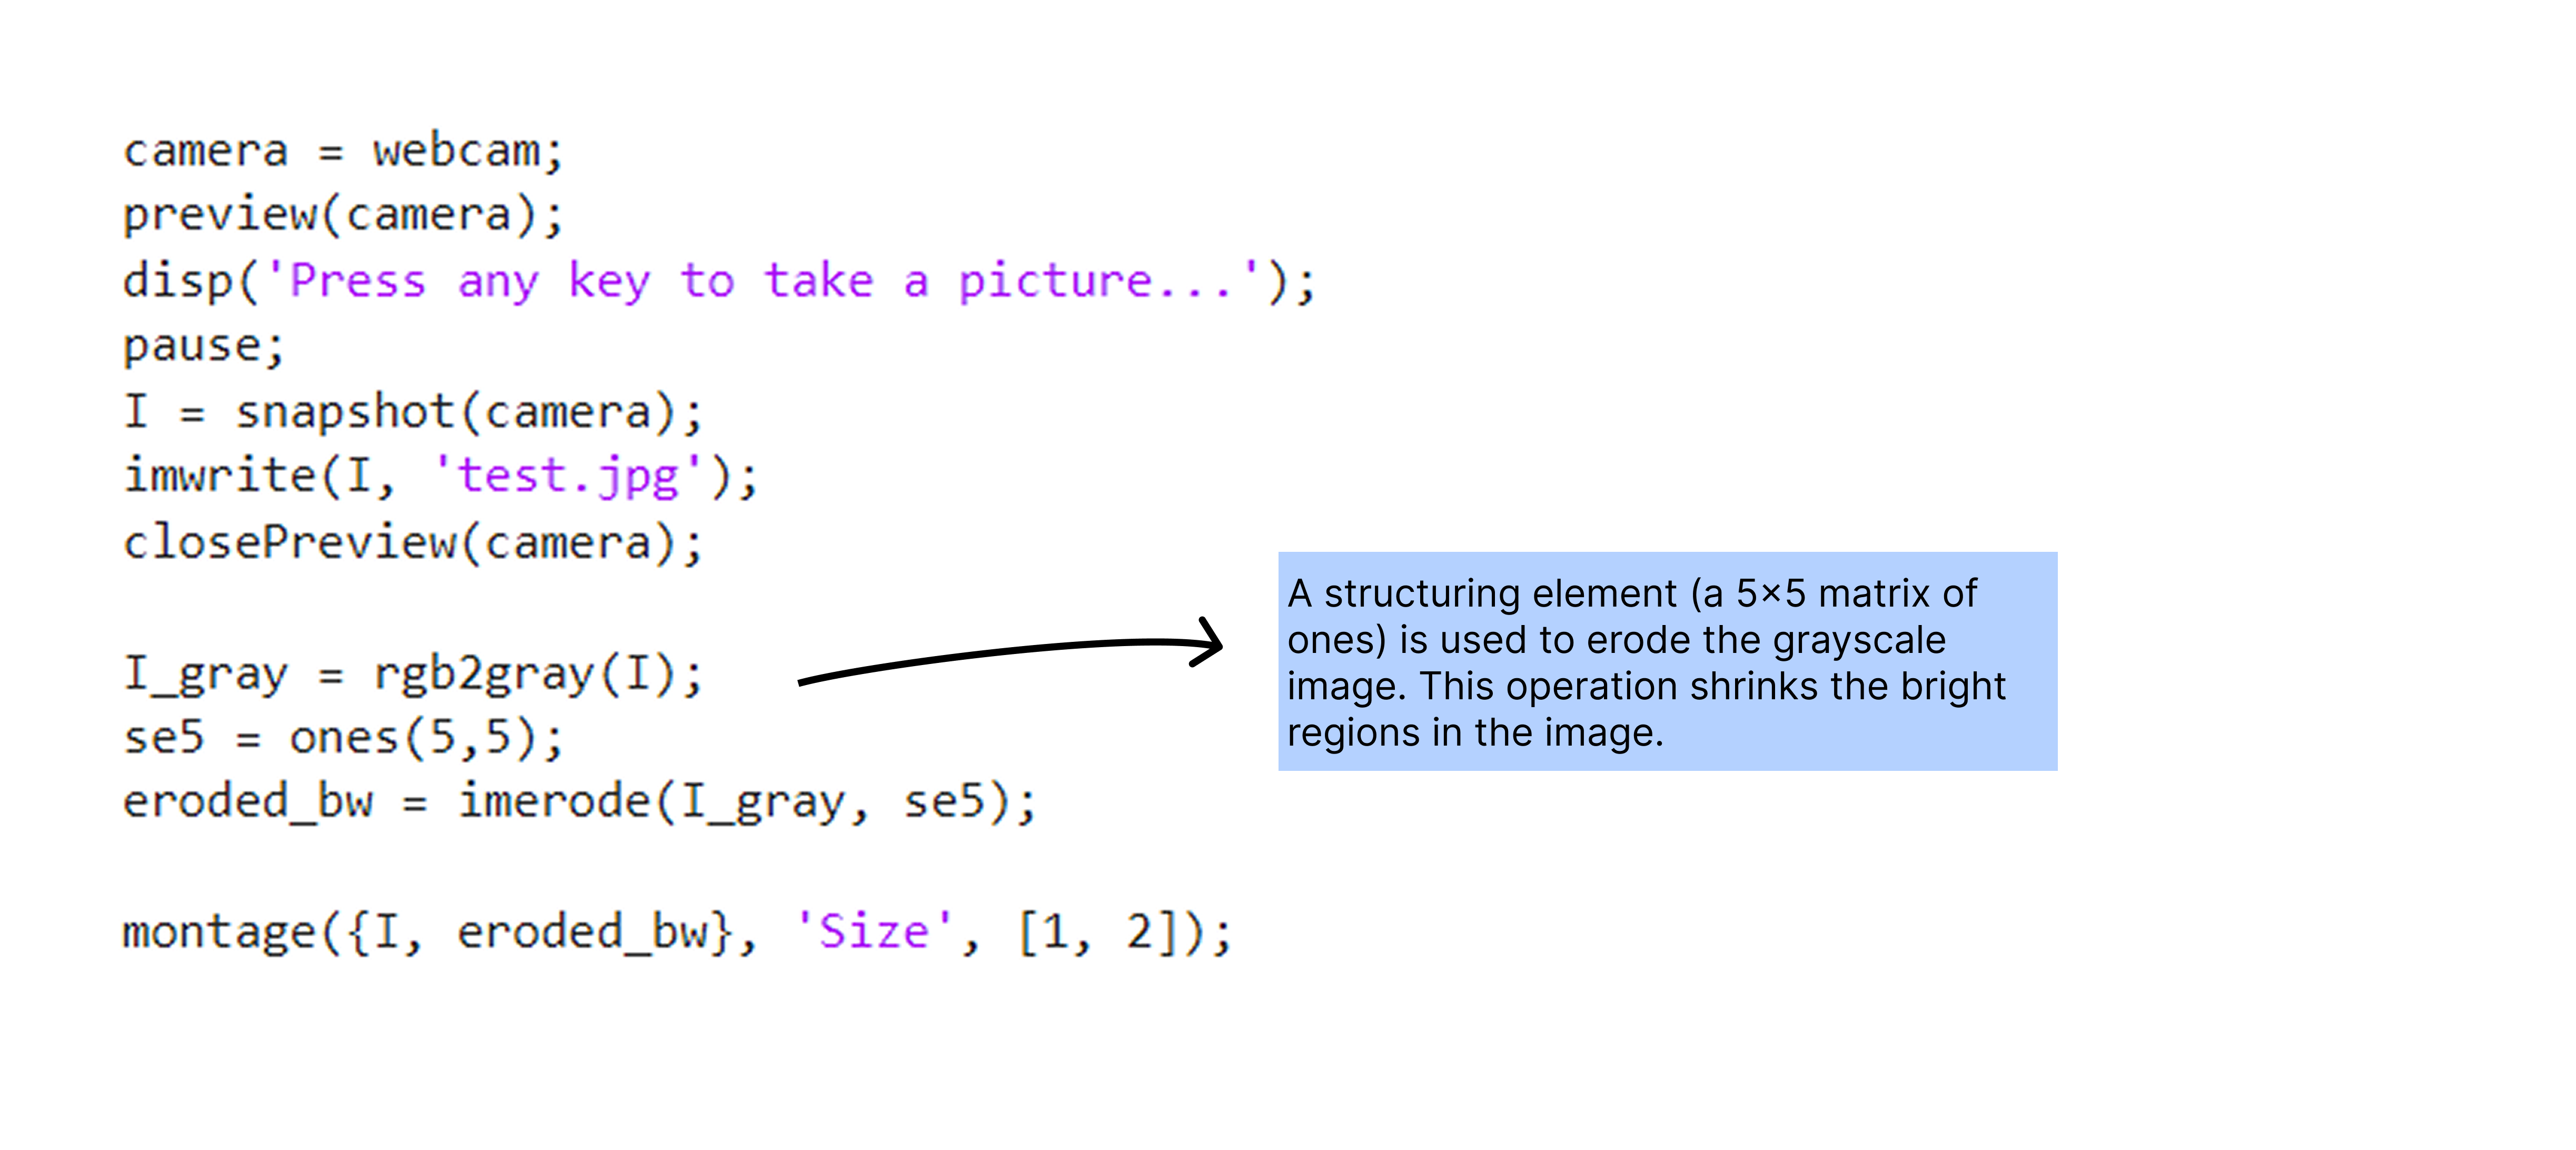 camera = webcam;
preview(camera);
disp('Press any key to take a picture...');
pause;
I = snapshot(camera);
imwrite(I, 'test.jpg');
closePreview(camera);
I_gray = rgb2gray(I);
se5 = ones(5,5);
eroded_bw = imerode(I_gray, se5);
montage({I, eroded_bw}, 'Size', [1, 2]);
A structuring element (a 5×5 matrix of
ones) is used to erode the grayscale
image. This operation shrinks the bright
regions in the image.